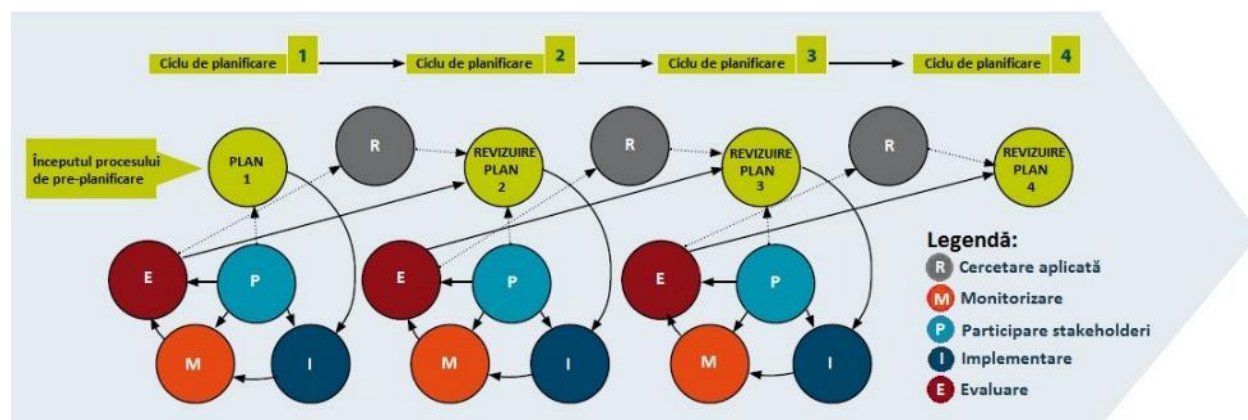 Ciclu de planificare 1
Ciclu de planificare 2
Ciclu de planificare 3
Ciclu de planificare 4
Începutul procesului
de pre-planificare
PLAN
1
R
REVIZUIRE
PLAN
2
R
REVIZUIRE
PLAN
3
R
REVIZUIRE
PLAN
4
E
P
M
I
E
P
M
I
E
P
M
I
Legendă:
R Cercetare aplicată
M Monitorizare
P Participare stakeholderi
I Implementare
E Evaluare